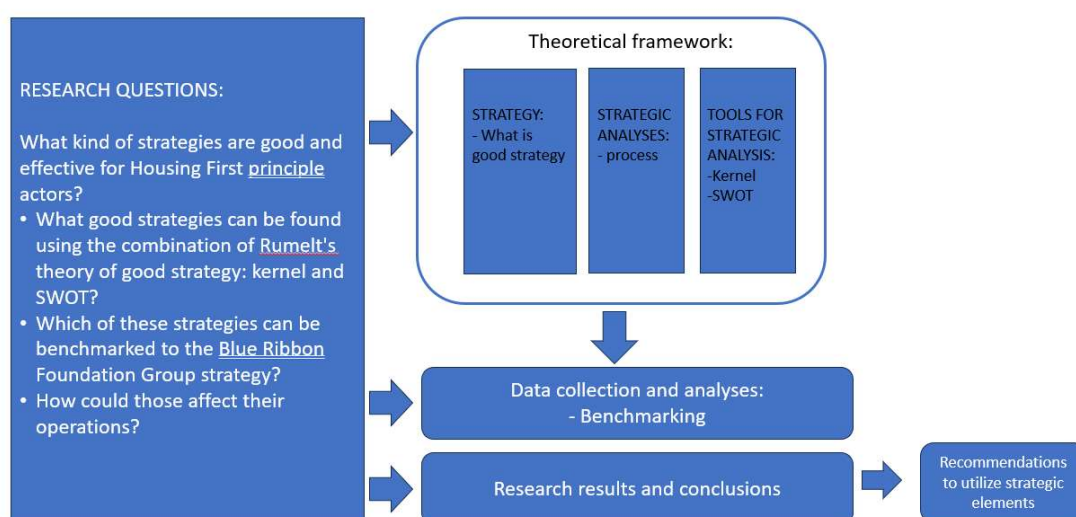 RESEARCH QUESTIONS:
What kind of strategies are good and
effective for Housing First principle
actors?
• What good strategies can be found
using the combination of Rumelt's
theory of good strategy: kernel and
SWOT?
• Which of these strategies can be
benchmarked to the Blue Ribbon
Foundation Group strategy?
• How could those affect their
operations?
Theoretical framework:
STRATEGY:
- What is
good strategy
STRATEGIC
ANALYSES:
- process
TOOLS FOR
STRATEGIC
ANALYSIS:
-Kernel
-SWOT
Data collection and analyses:
- Benchmarking
Research results and conclusions
Recommendations
to utilize strategic
elements